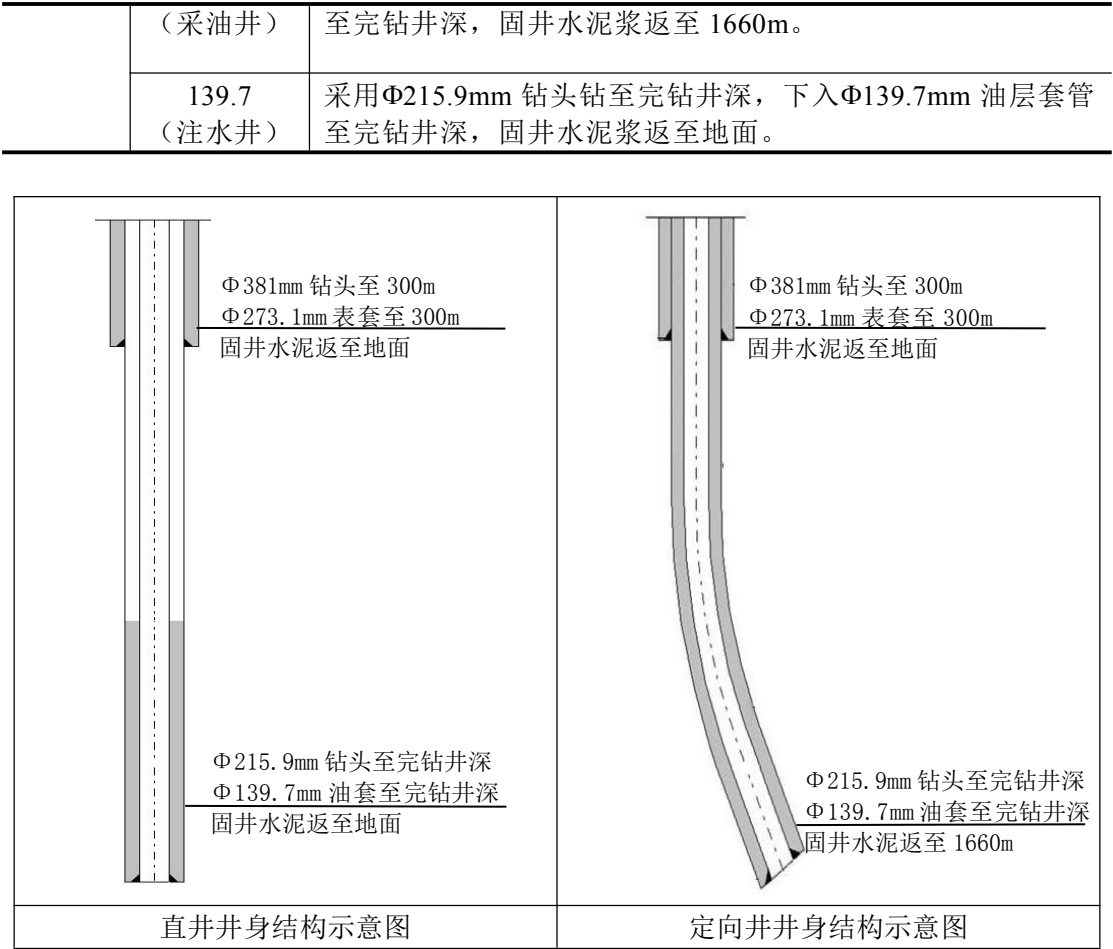 （采油井） 至完钻井深，固井水泥浆返至 1660m。
139.7 采用Φ215.9mm 钻头钻至完钻井深，下入Φ139.7mm 油层套管
（注水井） 至完钻井深，固井水泥浆返至地面。
Φ381mm 钻头至 300m
Φ273.1mm 表套至 300m
固井水泥返至地面
Φ215.9mm 钻头至完钻井深
Φ139.7mm 油套至完钻井深
固井水泥返至地面
Φ381mm 钻头至 300m
Φ273.1mm 表套至 300m
固井水泥返至地面
Φ215.9mm 钻头至完钻井深
Φ139.7mm 油套至完钻井深
固井水泥返至 1660m
直井井身结构示意图 定向井井身结构示意图